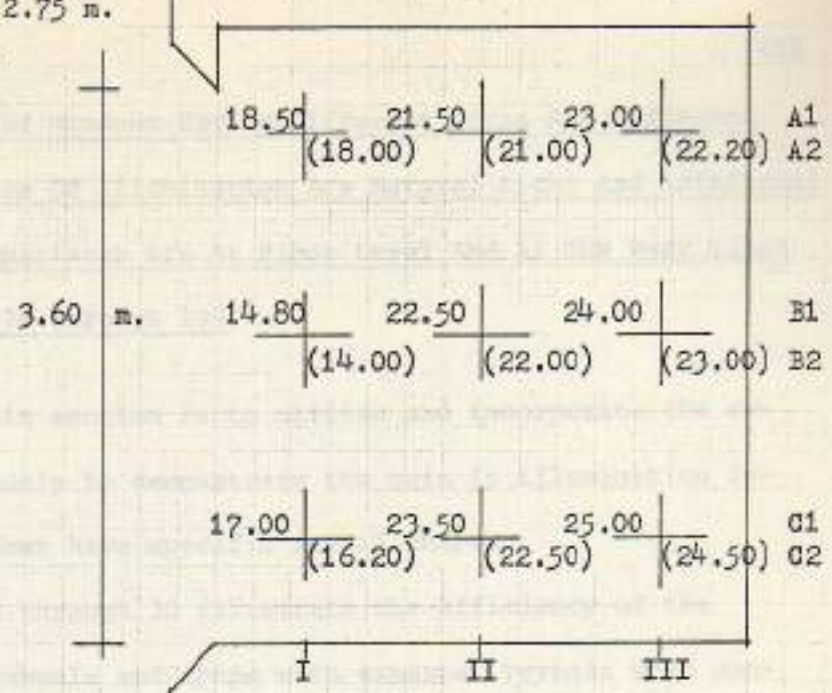 2.75 m.
18.50 21.50 23.00 A1
(18.00) (21.00) (22.20) A2
3.60 m. 14.80 22.50 24.00 B1
(14.00) (22.00) (23.00) B2
17.00 23.50 25.00 C1
(16.20) (22.50) (24.50) C2
I II III